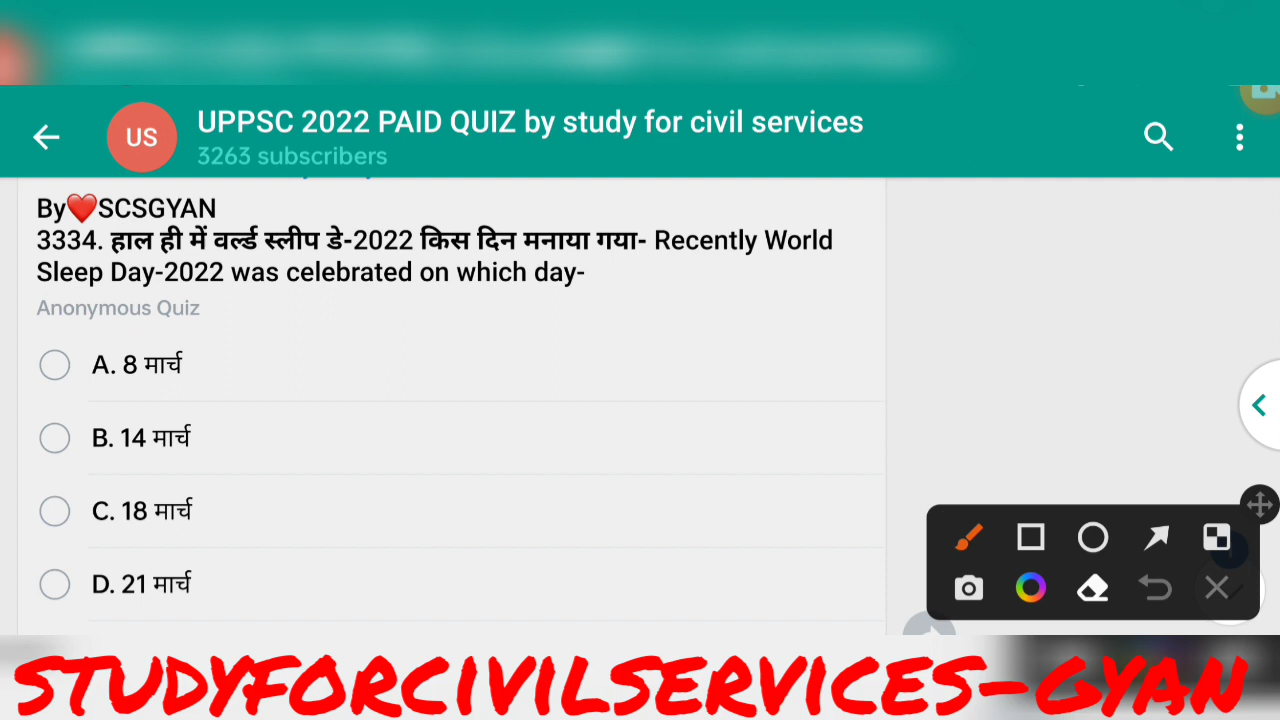 US
UPPSC 2022 PAID QUIZ by study for civil services
3263 subscribers
By❤️SCSGYAN
3334. हाल ही में वर्ल्ड स्लीप डे-2022 किस दिन मनाया गया- Recently World
Sleep Day-2022 was celebrated on which day-
Anonymous Quiz
A. 8 मार्च
B. 14 मार्च
C. 18 मार्च
D. 21 मार्च
STUDYFORCIVILSERVICES-GYAN